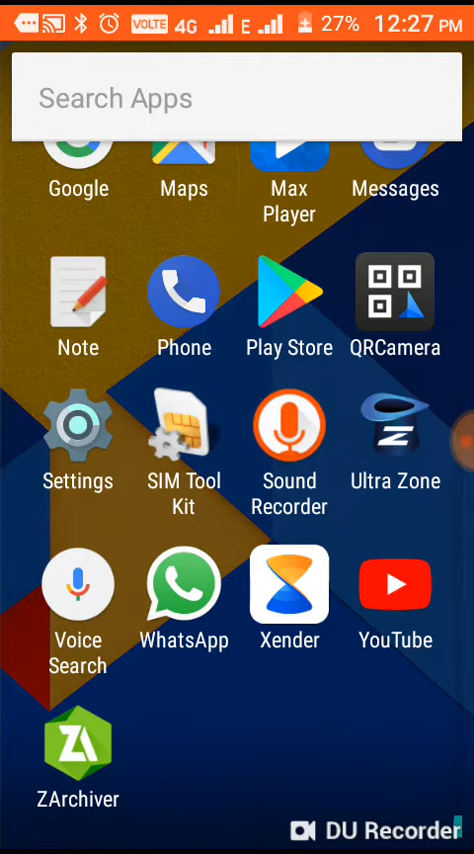 VOLTE 4G E 27% 12:27 PM
Search Apps
Google Maps Max Player Messages
Note Phone Play Store QRCamera
Settings SIM Tool Kit Sound Recorder Ultra Zone
Z
Voice Search WhatsApp Xender YouTube
ZA
ZArchiver
DU Recorder